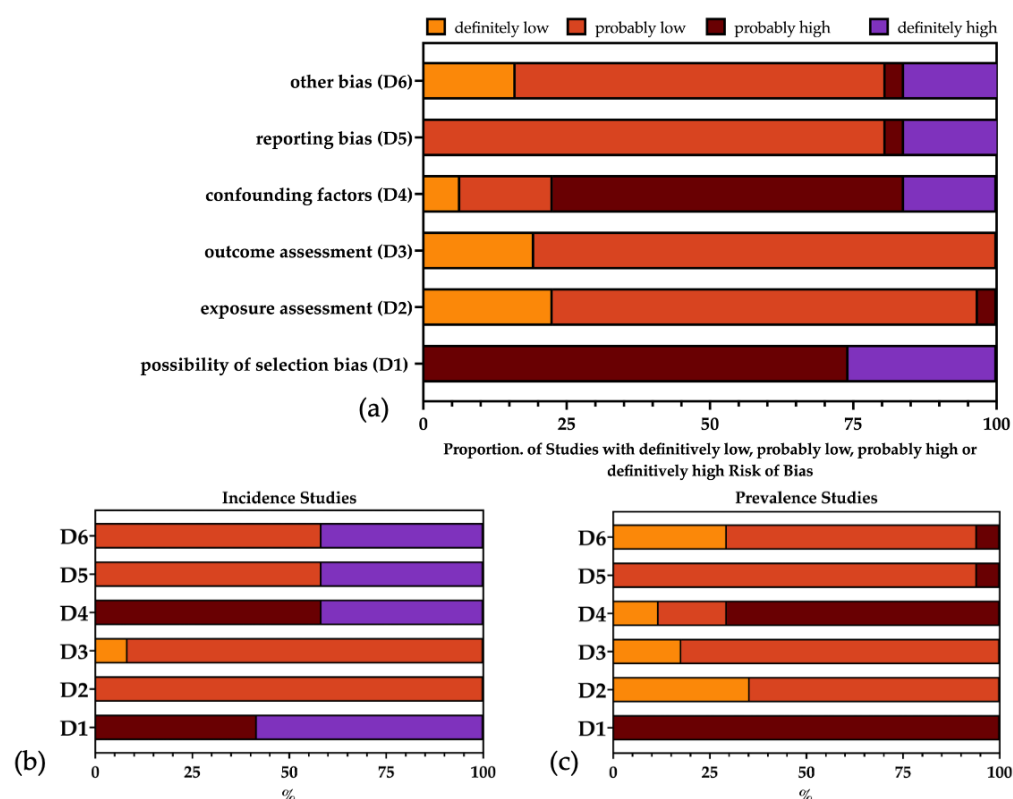 definitely low probably low probably high definitely high
other bias (D6)
reporting bias (D5)
confounding factors (D4)
outcome assessment (D3)
exposure assessment (D2)
possibility of selection bias (D1)
(a)
0 25 50 75 100
Proportion. of Studies with definitively low, probably low, probably high or
definitively high Risk of Bias
Incidence Studies
D6
D5
D4
D3
D2
D1
(b)
0 25 50 75 100
%
Prevalence Studies
D6
D5
D4
D3
D2
D1
(c)
0 25 50 75 100
%